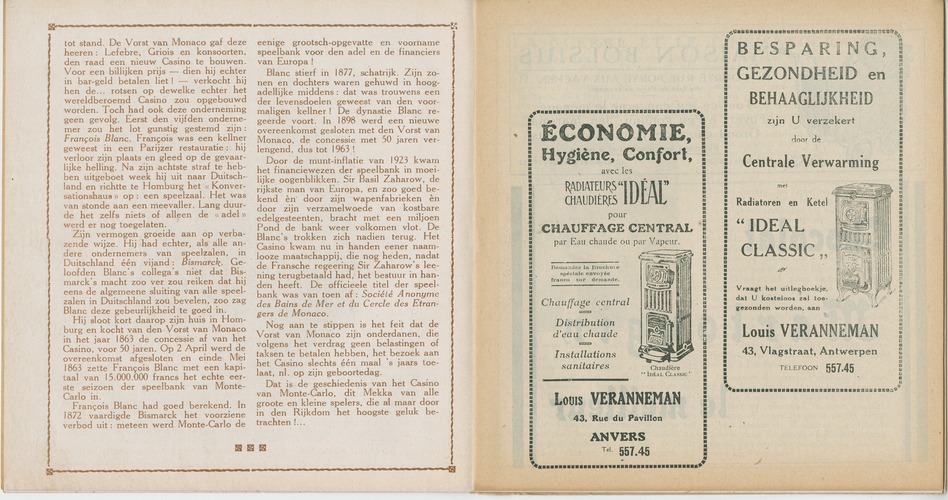 tot stand. De Vorst van Monaco gaf deze
heeren : Lefebre, Griois en konsoorten,
den raad een nieuw Casino te bouwen.
Voor een billijken prijs — dien hij echter
in bar-geld betalen liet ! — verkocht hij
hen de... rotsen op dewelke echter het
wereldberoemd Casino zou opgebouwd
worden. Toch had ook deze onderneming
geen gevolg. Eerst den vijfden onderne-
mer zou het lot gunstig gestemd zijn :
François Blanc. François was een kellner
geweest in een Parijzer restauratie : hij
verloor zijn plaats en gleed op de gevaar-
lijke helling. Na zijn achtste straf te heb-
ben uitgeboet week hij uit naar Duitsch-
land en richtte te Homburg het « Konver-
sationshaus » op : een speelzaal. Het was
van stonde aan een meevaller. Lang duur-
de het zelfs niets of alleen de « adel »
werd er nog toegelaten.
Zijn vermogen groeide aan op verba-
zende wijze. Hij had echter, als alle an-
dere ondernemers van speelzalen, in
Duitschland één vijand : Bismarck. Ge-
loofden Blanc's collega's niet dat Bis-
marck's macht zoo ver zou reiken dat hij
eens de algemeene sluiting van alle speel-
zalen in Duitschland zou bevelen, zoo zag
Blanc deze gebeurlijkheid te goed in.
Hij sloot kort daarop zijn huis in Hom-
burg en kocht van den Vorst van Monaco
in het jaar 1863 de concessie af van het
Casino, voor 50 jaren. Op 2 April werd de
overeenkomst afgesloten en einde Mei
1863 zette François Blanc met een kapi-
taal van 15.000.000 francs het echte eer-
ste seizoen der speelbank van Monte-
Carlo in.
François Blanc had goed berekend. In
1872 vaardigde Bismarck het voorziene
verbod uit : meteen werd Monte-Carlo de
eenige grootsch-opgevatte en voorname
speelbank voor den adel en de financiers
van Europa !
Blanc stierf in 1877, schatrijk. Zijn zo-
nen en dochters waren gehuwd in hoog-
adellijke middens : dat was trouwens een
der levensdoelen geweest van den voor-
maligen kellner ! De dynastie Blanc re-
geerde voort. In 1898 werd een nieuwe
overeenkomst gesloten met den Vorst van
Monaco, de concessie met 50 jaren ver-
lengend, dus tot 1963 !
Door de munt-inflatie van 1923 kwam
het financiewezen der speelbank in moei-
lijke oogenblikken. Sir Basil Zaharow, de
rijkste man van Europa, en zoo goed be-
kend èn door zijn wapenfabrieken èn
door zijn verzamelwoede van kostbare
edelgesteenten, bracht met een miljoen
Pond de bank weer volkomen vlot. De
Blanc's trokken zich nadien terug. Het
Casino kwam nu in handen eener naam-
looze maatschappij, die nog heden, nadat
de Fransche regeering Sir Zaharow's lee-
ning terugbetaald had, het bestuur in han-
den heeft. De officieele titel der speel-
bank was van toen af : Société Anonyme
des Bains de Mer et du Cercle des Etran-
gers de Monaco.
Nog aan te stippen is het feit dat de
Vorst van Monaco zijn onderdanen, die
volgens het verdrag geen belastingen of
taksen te betalen hebben, het bezoek aan
het Casino slechts één maal 's jaars toe-
laat, nl. op zijn geboortedag.
Dat is de geschiedenis van het Casino
van Monte-Carlo, dit Mekka van alle
groote en kleine spelers, die al maar door
in den Rijkdom het hoogste geluk be-
trachten !...
ÉCONOMIE,
Hygiène, Confort,
avec les
RADIATEURS
CHAUDIÈRES "IDÉAL"
pour
CHAUFFAGE CENTRAL
par Eau chaude ou par Vapeur.
Demandez la Brochure
spéciale envoyée
franco sur demande.
Chauffage central
Distribution
d'eau chaude
Installations
sanitaires
Chaudière
"IDEAL CLASSIC"
Louis VERANNEMAN
43, Rue du Pavillon
ANVERS
Tel. 557.45
BESPARING,
GEZONDHEID en
BEHAAGLIJKHEID
zijn U verzekert
door de
Centrale Verwarming
met
Radiatoren en Ketel
"IDEAL
CLASSIC„
Vraagt het uitlegboekje,
dat U kosteloos zal toe-
gezonden worden, aan
Louis VERANNEMAN
43, Vlagstraat, Antwerpen
TELEFOON 557.45